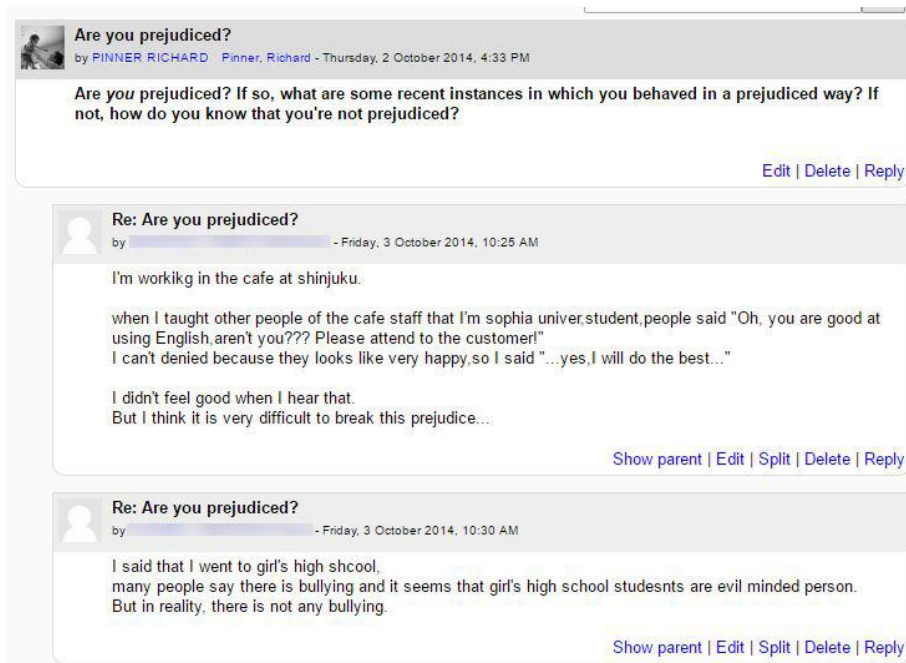 Are you prejudiced?
by PINNER RICHARD Pinner, Richard - Thursday, 2 October 2014, 4:33 PM
Are you prejudiced? If so, what are some recent instances in which you behaved in a prejudiced way? If
not, how do you know that you're not prejudiced?
Edit | Delete | Reply
Re: Are you prejudiced?
by - Friday, 3 October 2014, 10:25 AM
I'm workikg in the cafe at shinjuku.
when I taught other people of the cafe staff that I'm sophia univer,student,people said "Oh, you are good at
using English,aren't you??? Please attend to the customer!"
I can't denied because they looks like very happy,so I said "...yes,I will do the best..."
I didn't feel good when I hear that.
But I think it is very difficult to break this prejudice...
Show parent | Edit | Split | Delete | Reply
Re: Are you prejudiced?
by - Friday, 3 October 2014, 10:30 AM
I said that I went to girl's high shcool,
many people say there is bullying and it seems that girl's high school studesnts are evil minded person.
But in reality, there is not any bullying.
Show parent | Edit | Split | Delete | Reply